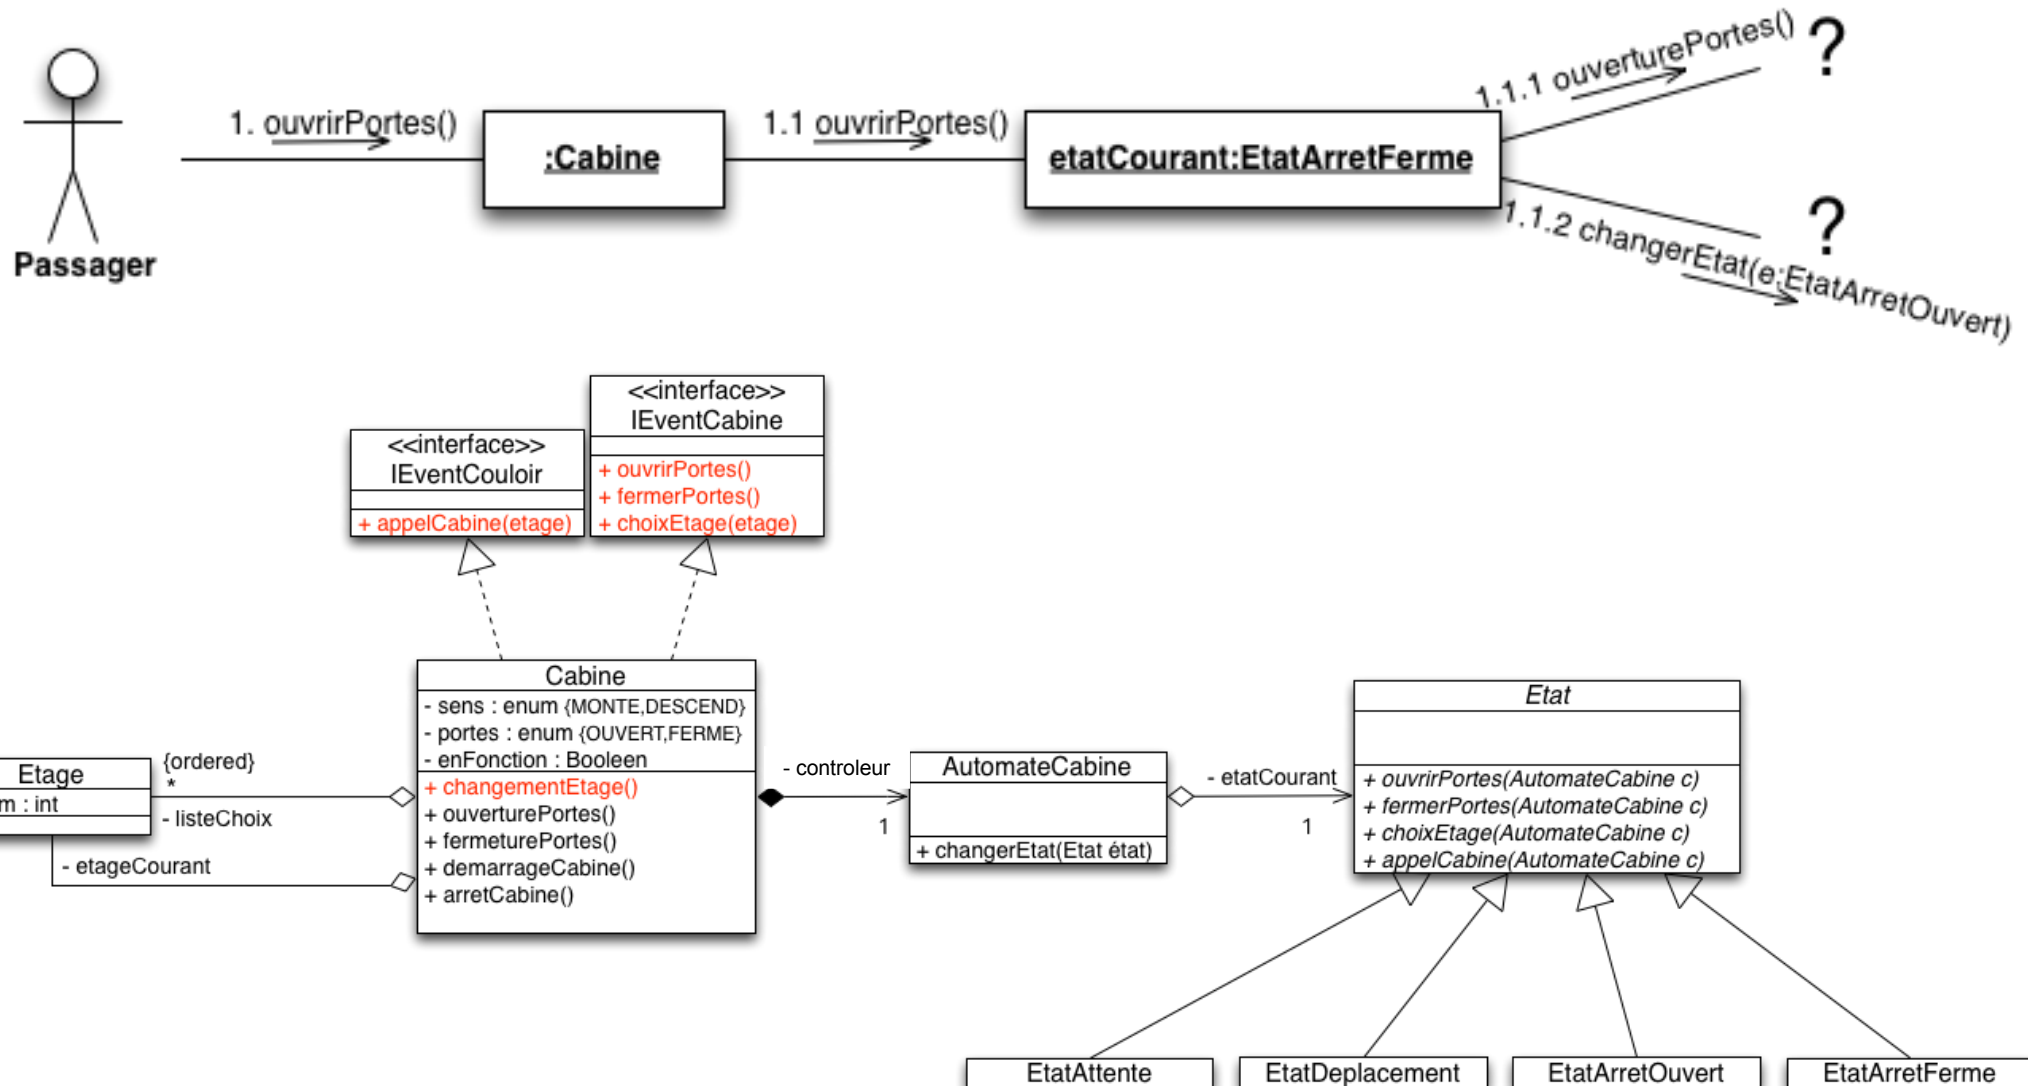 1. ouvrirPortes()
:Cabine
1.1 ouvrirPortes()
etatCourant:EtatArretFerme
1.1.1 ouverturePortes()
?
1.1.2 changerEtat(e:EtatArretOuvert)
?
Passager
<<interface>>
IEventCouloir
+ appelCabine(etage)
<<interface>>
IEventCabine
+ ouvrirPortes()
+ fermerPortes()
+ choixEtage(etage)
Etage
m : int
{ordered}
*
- listeChoix
- etageCourant
Cabine
- sens : enum {MONTE,DESCEND}
- portes : enum {OUVERT,FERME}
- enFonction : Booleen
+ changementEtage()
+ ouverturePortes()
+ fermeturePortes()
+ demarrageCabine()
+ arretCabine()
- controleur
1
AutomateCabine
+ changerEtat(Etat état)
- etatCourant
1
Etat
+ ouvrirPortes(AutomateCabine c)
+ fermerPortes(AutomateCabine c)
+ choixEtage(AutomateCabine c)
+ appelCabine(AutomateCabine c)
EtatAttente
EtatDeplacement
EtatArretOuvert
EtatArretFerme